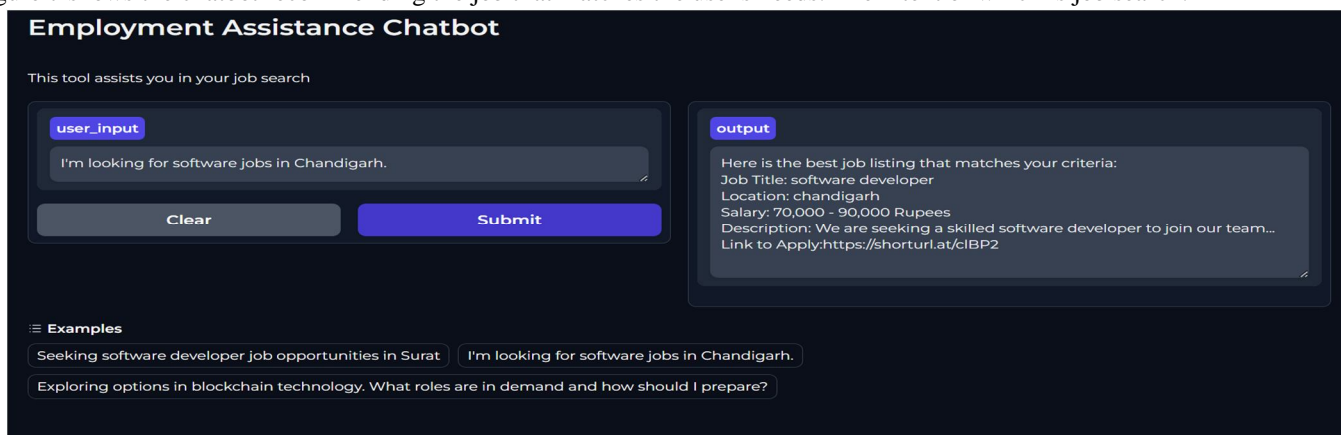 Employment Assistance Chatbot
This tool assists you in your job search
user_input
I'm looking for software jobs in Chandigarh.
Clear
Submit
output
Here is the best job listing that matches your criteria:
Job Title: software developer
Location: chandigarh
Salary: 70,000 - 90,000 Rupees
Description: We are seeking a skilled software developer to join our team...
Link to Apply:https://shorturl.at/clBP2
Examples
Seeking software developer job opportunities in Surat
I'm looking for software jobs in Chandigarh.
Exploring options in blockchain technology. What roles are in demand and how should I prepare?